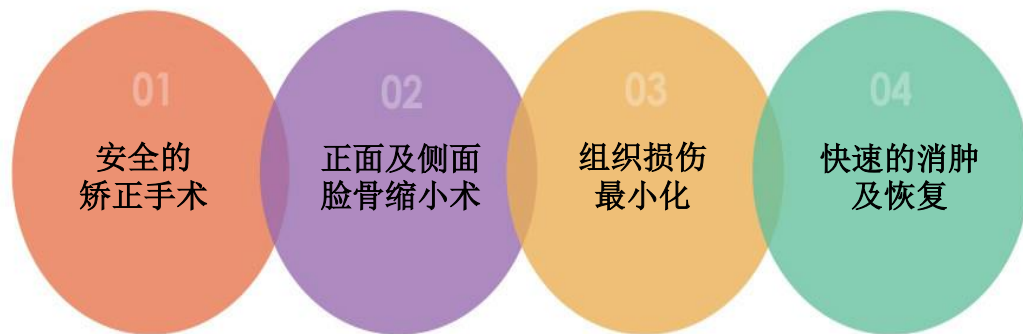 01
安全的
矫正手术
02
正面及侧面
脸骨缩小术
03
组织损伤
最小化
04
快速的消肿
及恢复